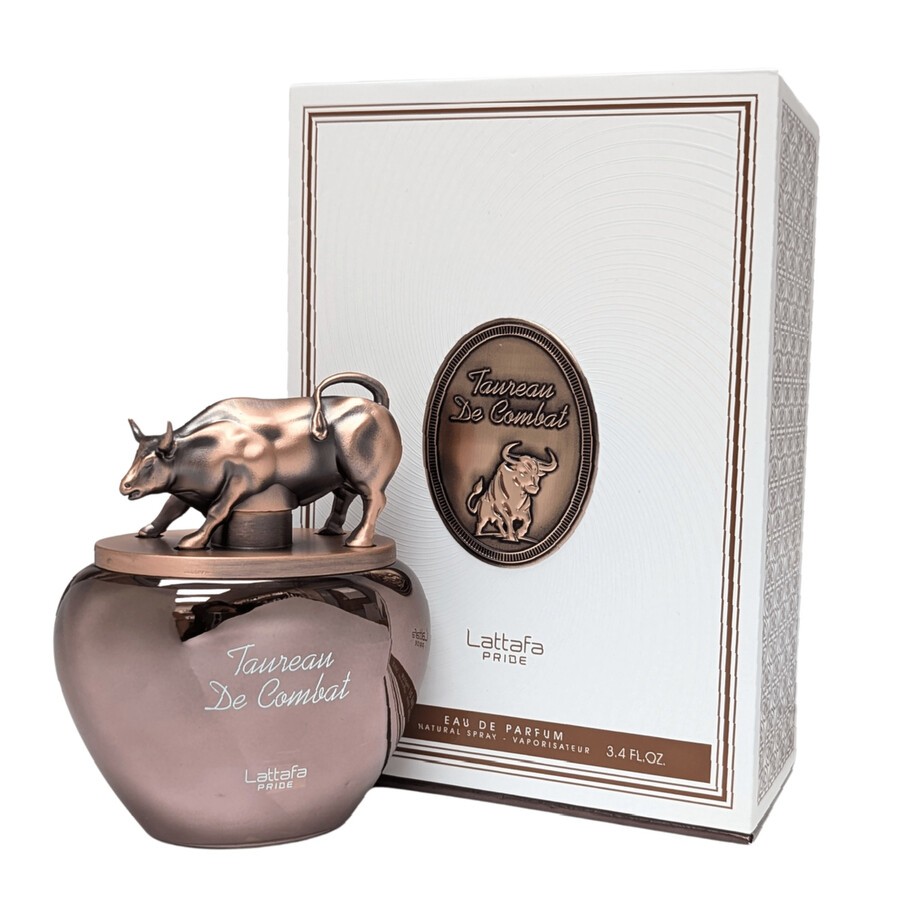 Taureau
De Combat
Lattafa
PRIDE
EAU DE PARFUM
NATURAL SPRAY - VAPORISATEUR 3.4 FL.OZ.
Taureau
De Combat
Lattafa
PRIDE